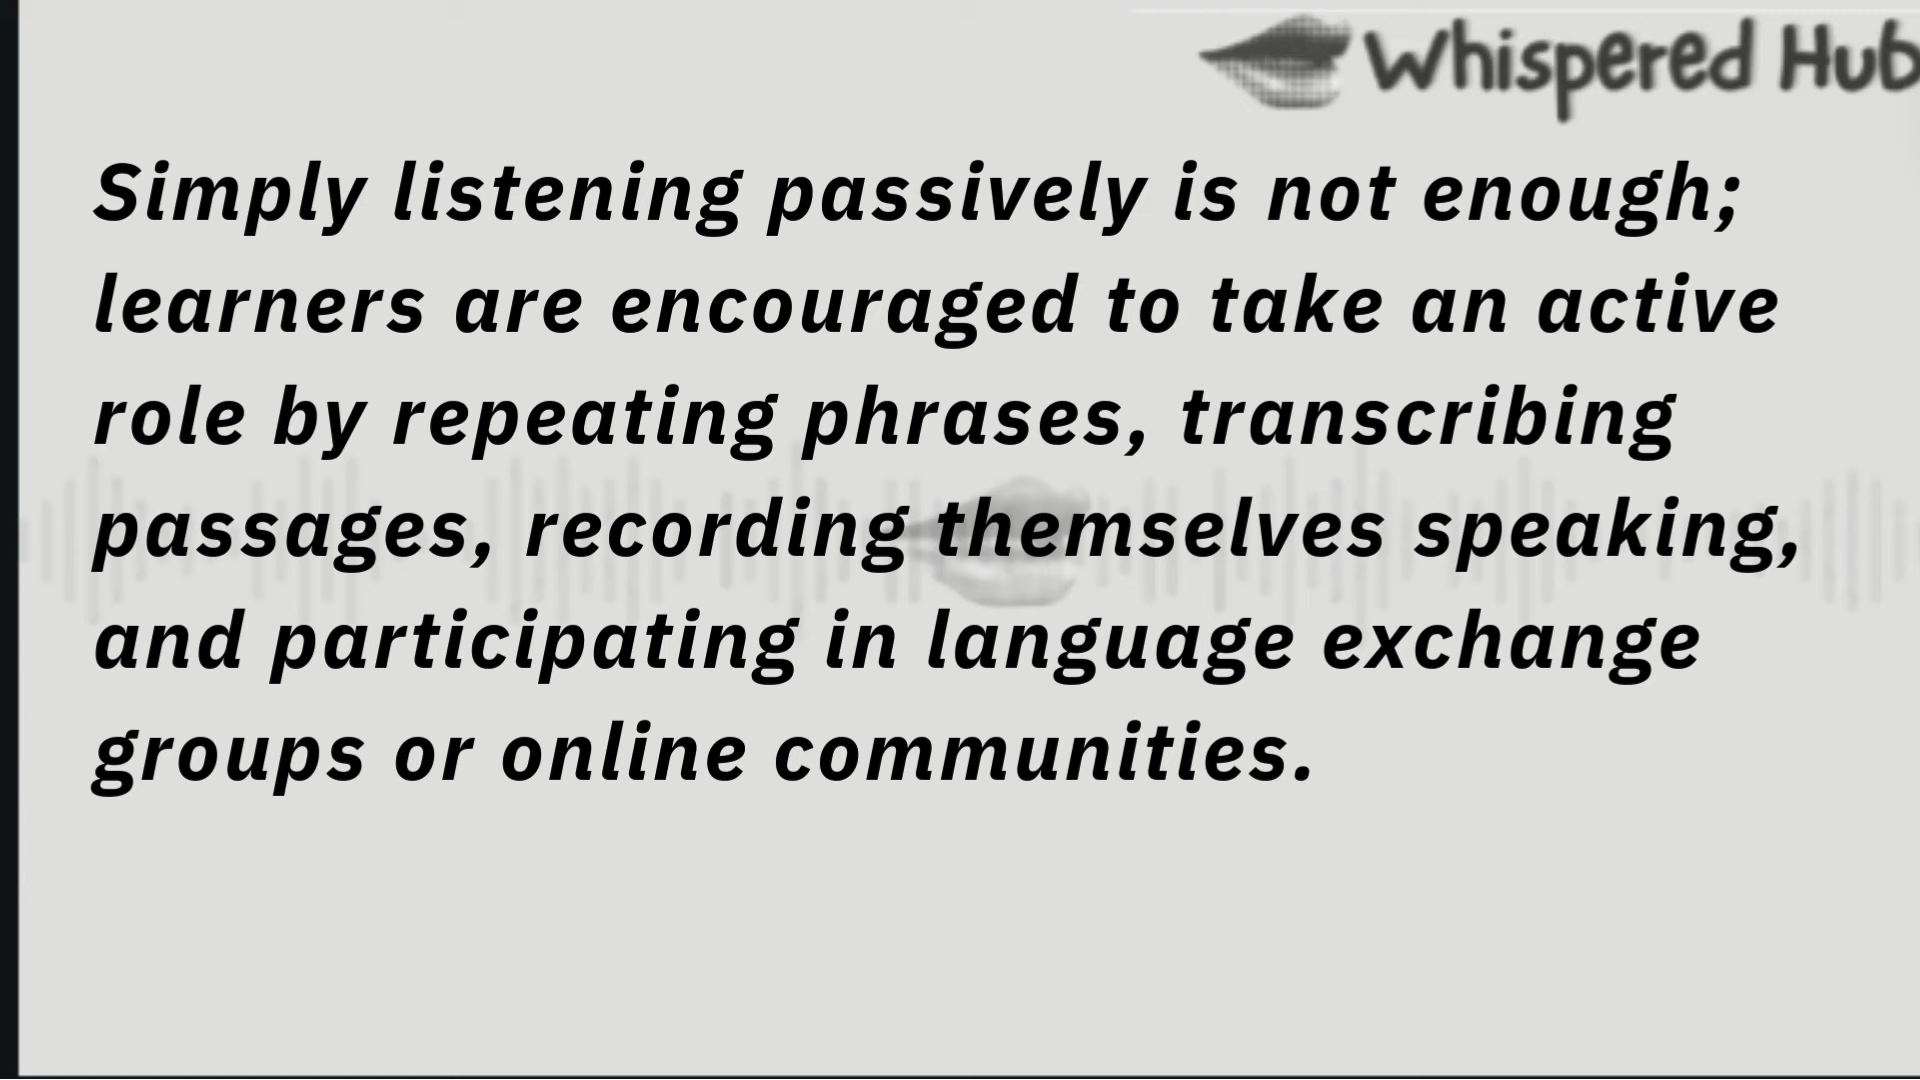 Whispered Hub
Simply listening passively is not enough;
learners are encouraged to take an active
role by repeating phrases, transcribing
passages, recording themselves speaking,
and participating in language exchange
groups or online communities.